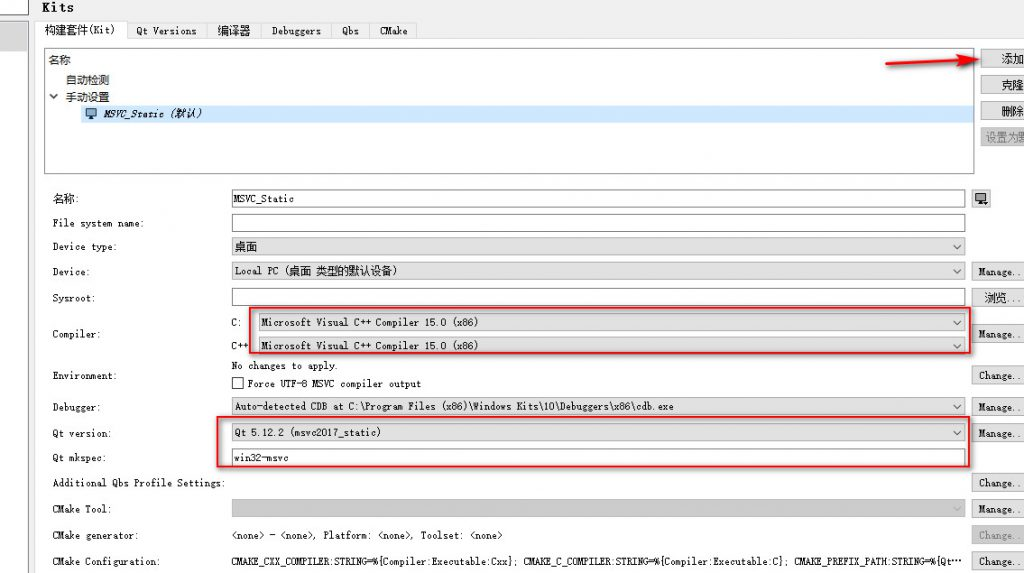 Kits
构建套件(Kit) Qt Versions 编译器 Debuggers Qbs CMake
名称
添加
自动检测
克隆
手动设置
MSVC_Static (默认)
删除
设置为
名称: MSVC_Static
File system name:
Device type: 桌面
Device: Local PC (桌面 类型的默认设备) Manage..
Sysroot: 浏览...
Compiler: C: Microsoft Visual C++ Compiler 15.0 (x86) Manage..
C++ Microsoft Visual C++ Compiler 15.0 (x86)
Environment: No changes to apply. Change..
Force UTF-8 MSVC compiler output
Debugger: Auto-detected CDB at C:\Program Files (x86)\Windows Kits\10\Debuggers\x86\cdb.exe Manage..
Qt version: Qt 5.12.2 (msvc2017_static) Manage..
Qt mkspec: win32-msvc
Additional Qbs Profile Settings: Change..
CMake Tool: Manage..
CMake generator: <none> - <none>, Platform: <none>, Toolset: <none> Change..
CMake Configuration: CMAKE_CXX_COMPILER:STRING=%{Compiler:Executable:Cxx}; CMAKE_C_COMPILER:STRING=%{Compiler:Executable:C}; CMAKE_PREFIX_PATH:STRING=%{Qt… Change..